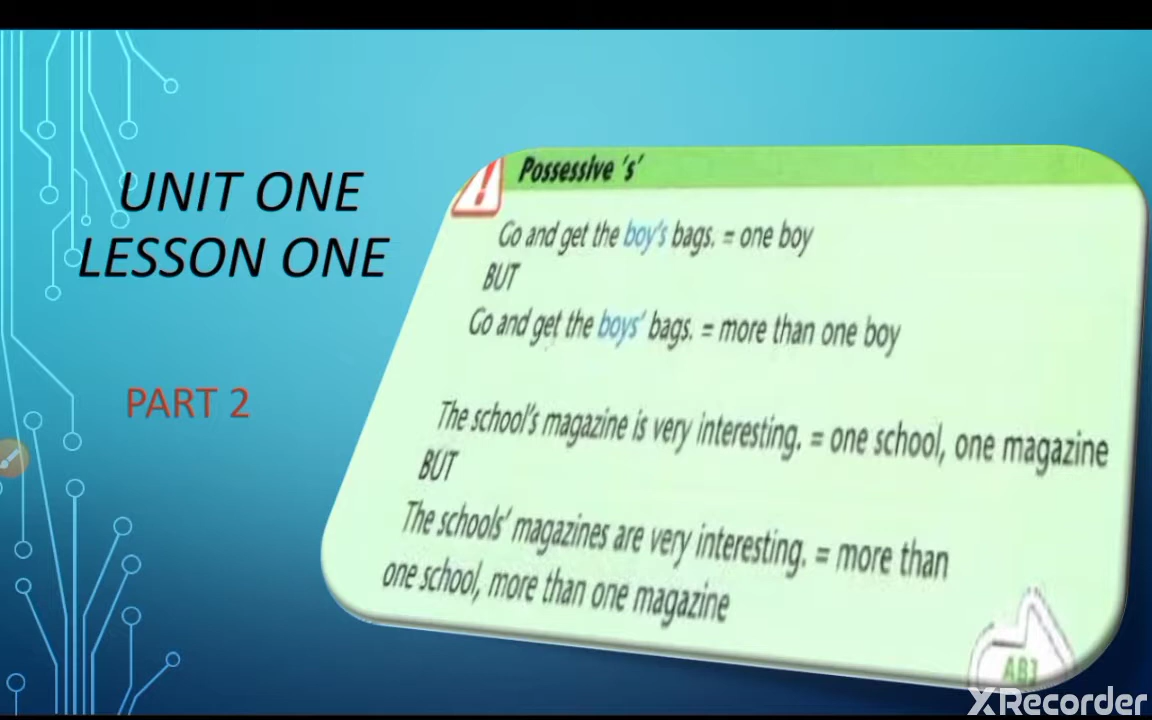 UNIT ONE
LESSON ONE
PART 2
Possessive 's'
Go and get the boy's bags. = one boy
BUT
Go and get the boys' bags. = more than one boy
The school's magazine is very interesting. = one school, one magazine
BUT
The schools' magazines are very interesting. = more than
one school, more than one magazine
XRecorder